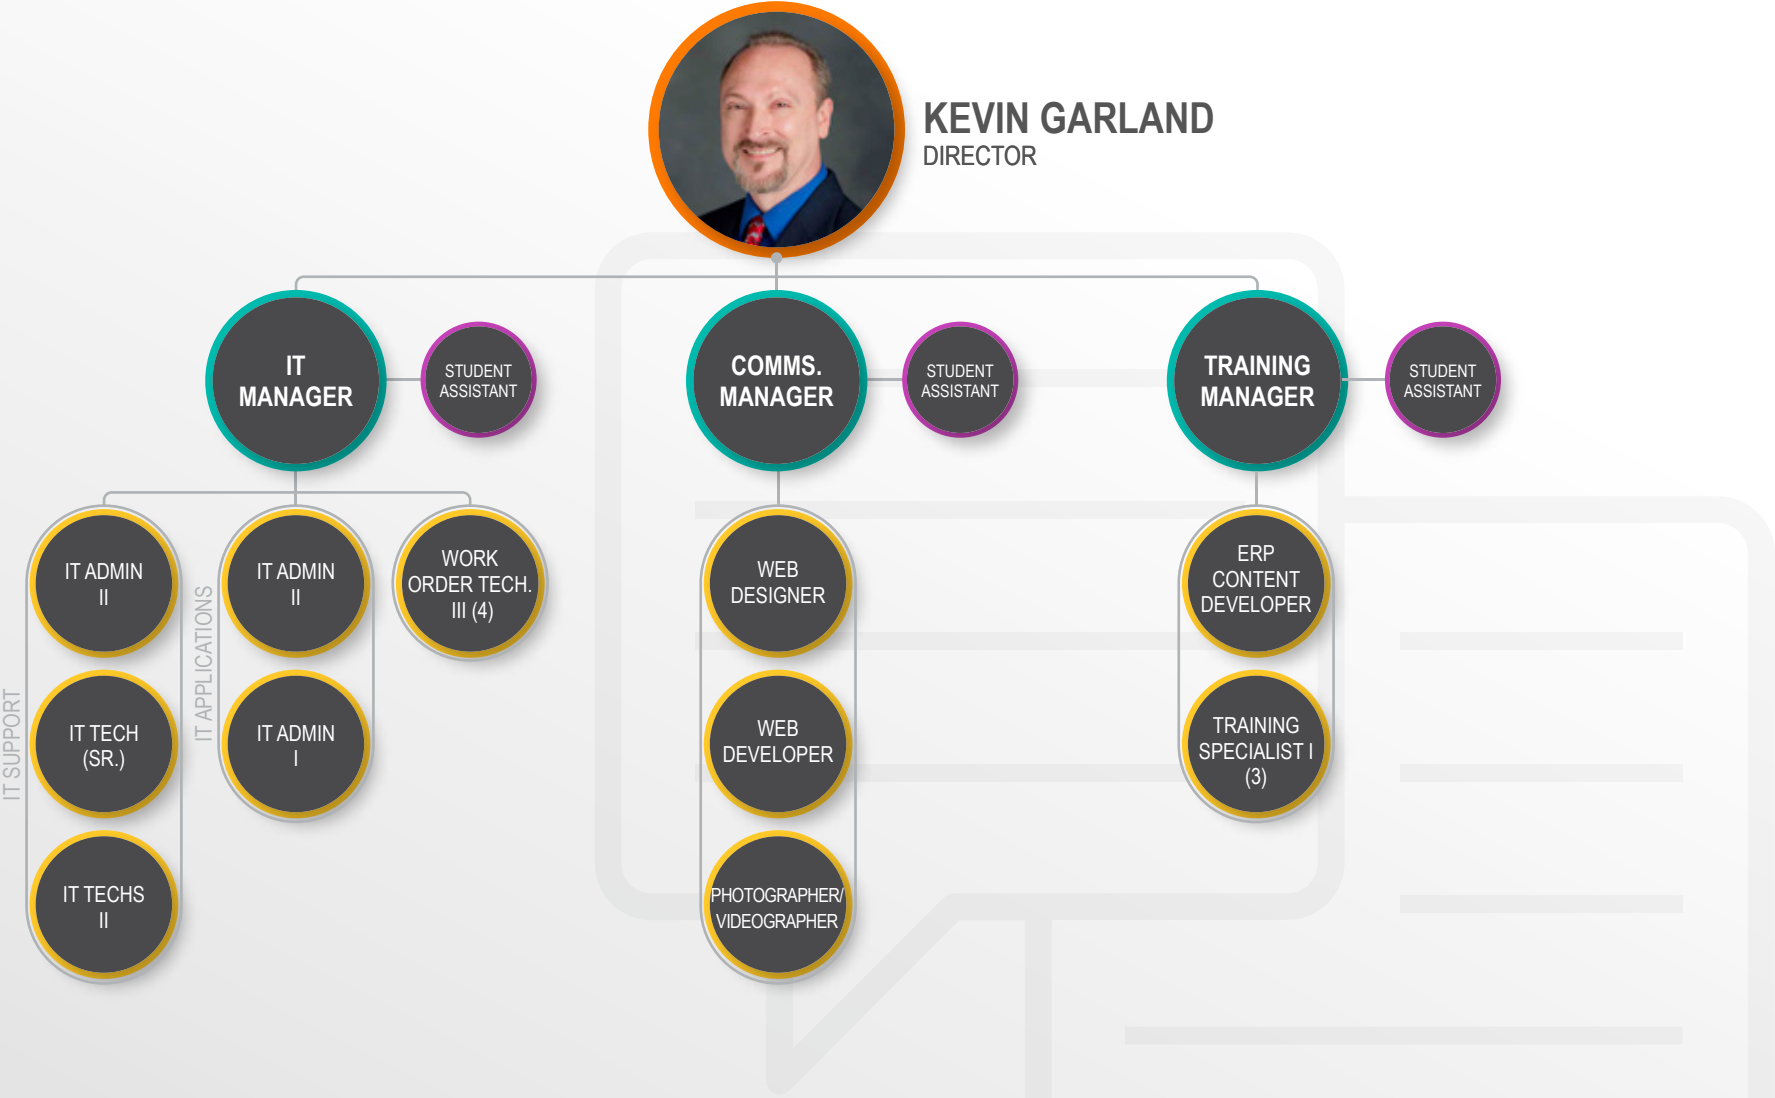 KEVIN GARLAND
DIRECTOR
IT
MANAGER
STUDENT
ASSISTANT
COMMS.
MANAGER
STUDENT
ASSISTANT
TRAINING
MANAGER
STUDENT
ASSISTANT
IT SUPPORT
IT ADMIN
II
IT TECH
(SR.)
IT TECHS
II
IT APPLICATIONS
IT ADMIN
II
IT ADMIN
I
WORK
ORDER TECH.
III (4)
WEB
DESIGNER
WEB
DEVELOPER
PHOTOGRAPHER/
VIDEOGRAPHER
ERP
CONTENT
DEVELOPER
TRAINING
SPECIALIST I
(3)